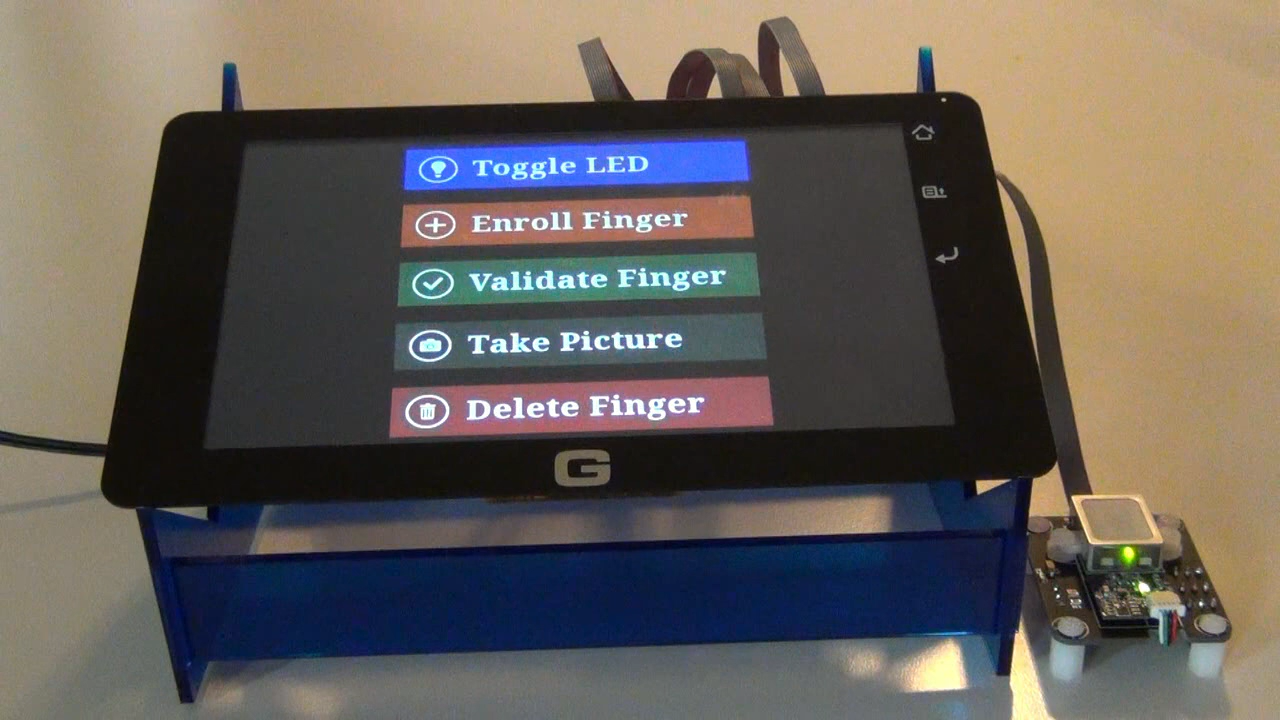 Toggle LED
Enroll Finger
Validate Finger
Take Picture
Delete Finger
G